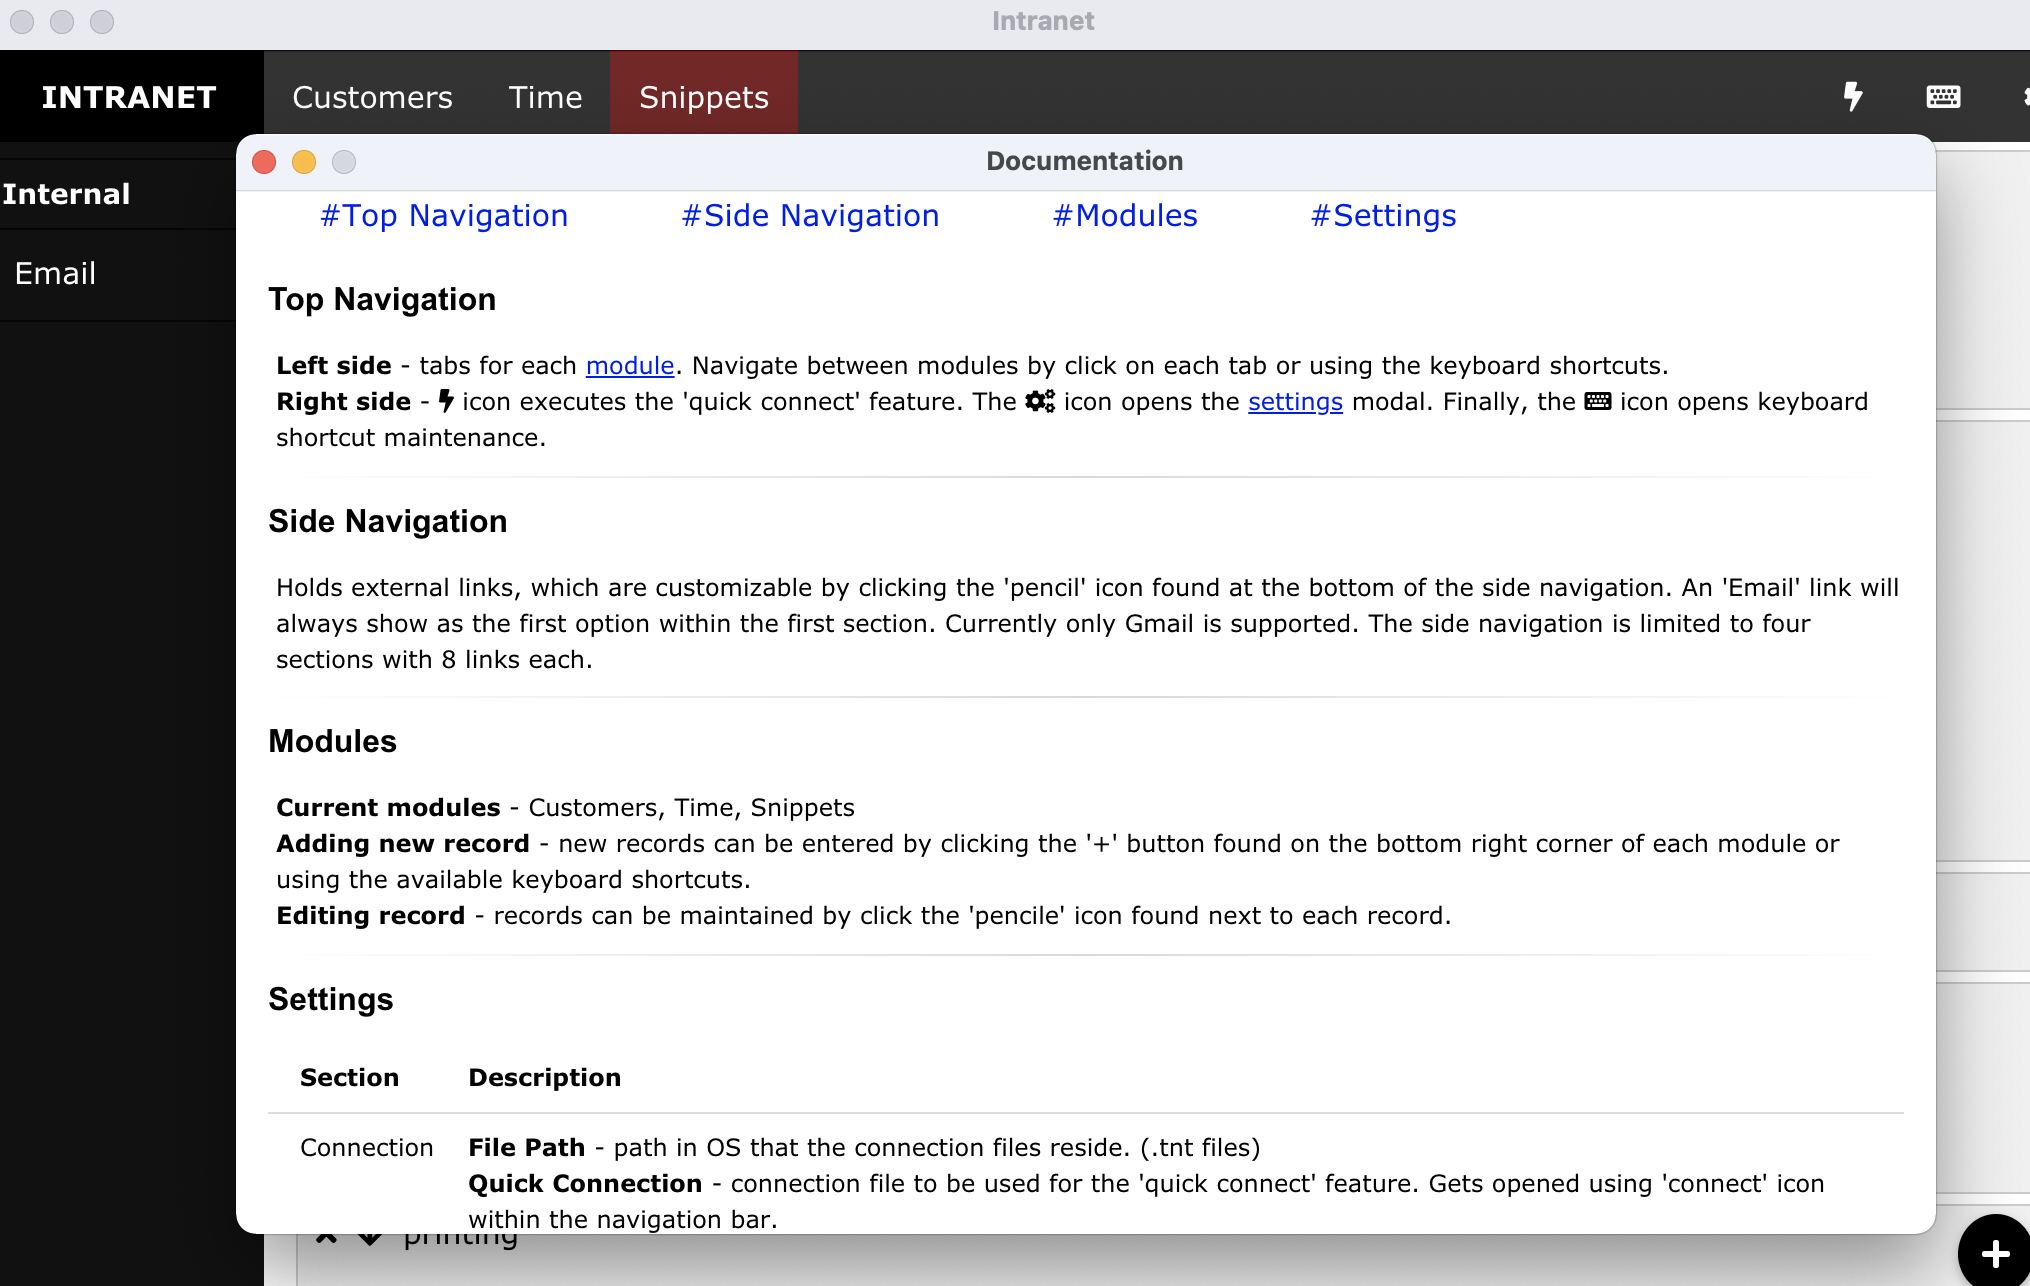 Intranet
INTRANET
Customers
Time
Snippets
Internal
Email
Documentation
#Top Navigation
#Side Navigation
#Modules
#Settings
Top Navigation
Left side - tabs for each module. Navigate between modules by click on each tab or using the keyboard shortcuts.
Right side - icon executes the 'quick connect' feature. The icon opens the settings modal. Finally, the icon opens keyboard
shortcut maintenance.
Side Navigation
Holds external links, which are customizable by clicking the 'pencil' icon found at the bottom of the side navigation. An 'Email' link will
always show as the first option within the first section. Currently only Gmail is supported. The side navigation is limited to four
sections with 8 links each.
Modules
Current modules - Customers, Time, Snippets
Adding new record - new records can be entered by clicking the '+' button found on the bottom right corner of each module or
using the available keyboard shortcuts.
Editing record - records can be maintained by click the 'pencile' icon found next to each record.
Settings
Section
Description
Connection
File Path - path in OS that the connection files reside. (.tnt files)
Quick Connection - connection file to be used for the 'quick connect' feature. Gets opened using 'connect' icon
within the navigation bar.
printing